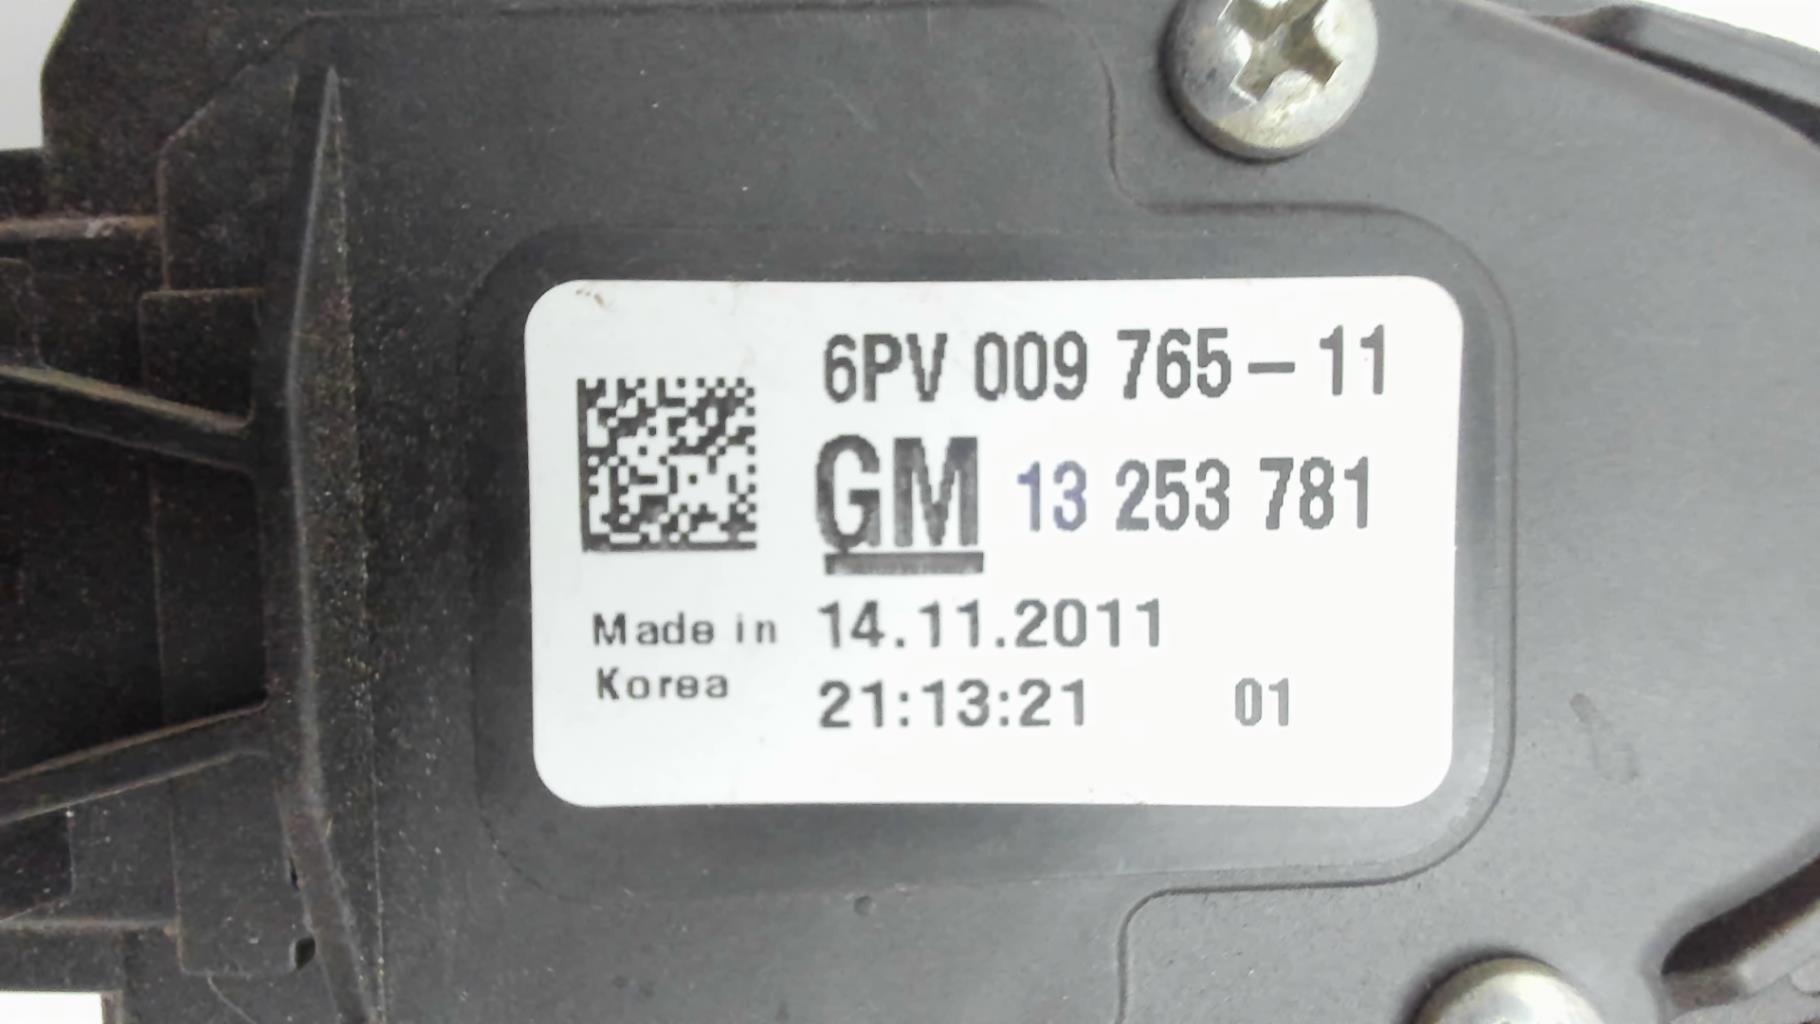 6PV 009 765-11
GM 13 253 781
Made in 14.11.2011
Korea 21:13:21 01